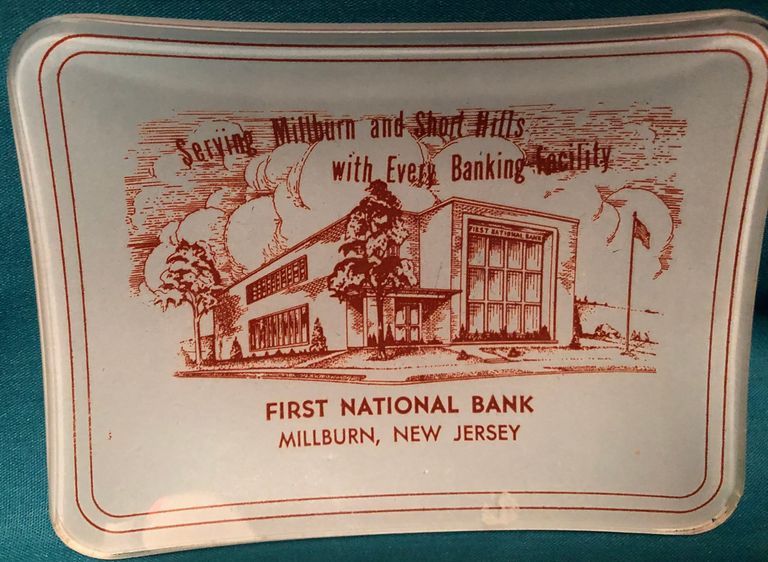 Serving Millburn and Short Hills
with Every Banking Facility
FIRST NATIONAL BANK
FIRST NATIONAL BANK
MILLBURN, NEW JERSEY